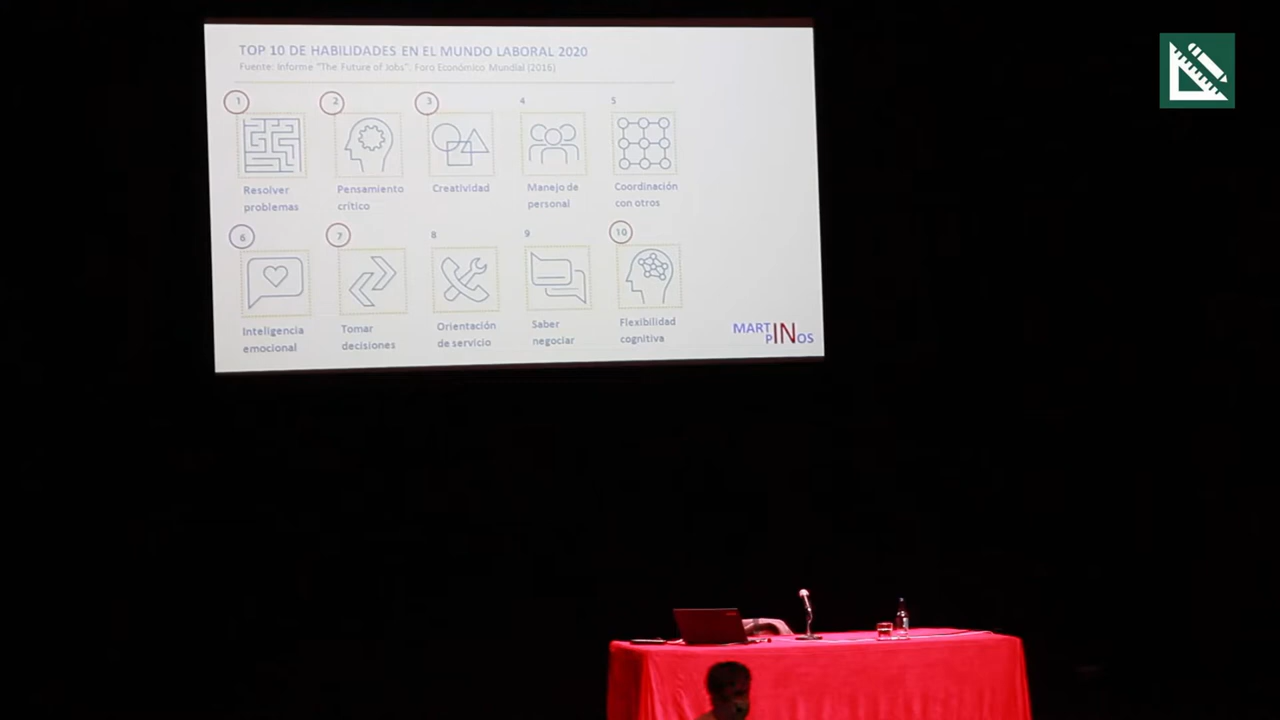 TOP 10 DE HABILIDADES EN EL MUNDO LABORAL 2020
Fuente: Informe "The Future of Jobs". Foro Económico Mundial (2016)
1 2 3 4 5
Resolver problemas
Pensamiento crítico
Creatividad
Manejo de personal
Coordinación con otros
6 7 8 9 10
Inteligencia emocional
Tomar decisiones
Orientación de servicio
Saber negociar
Flexibilidad cognitiva
MARTIN
PINOS